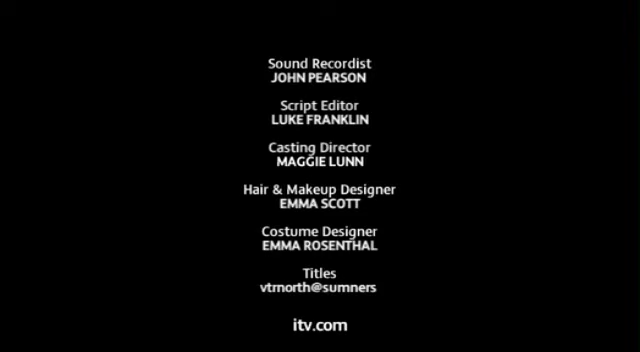 Sound Recordist
JOHN PEARSON
Script Editor
LUKE FRANKLIN
Casting Director
MAGGIE LUNN
Hair & Makeup Designer
EMMA SCOTT
Costume Designer
EMMA ROSENTHAL
Titles
vtrnorth@sumners
itv.com